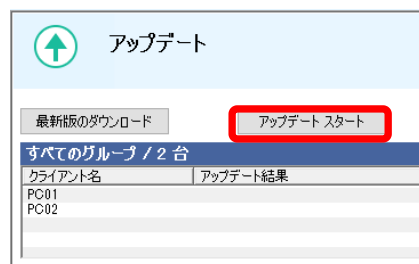 アップデート
最新版のダウンロード アップデート スタート
すべてのグループ / 2 台
クライアント名 アップデート結果
PC01
PC02